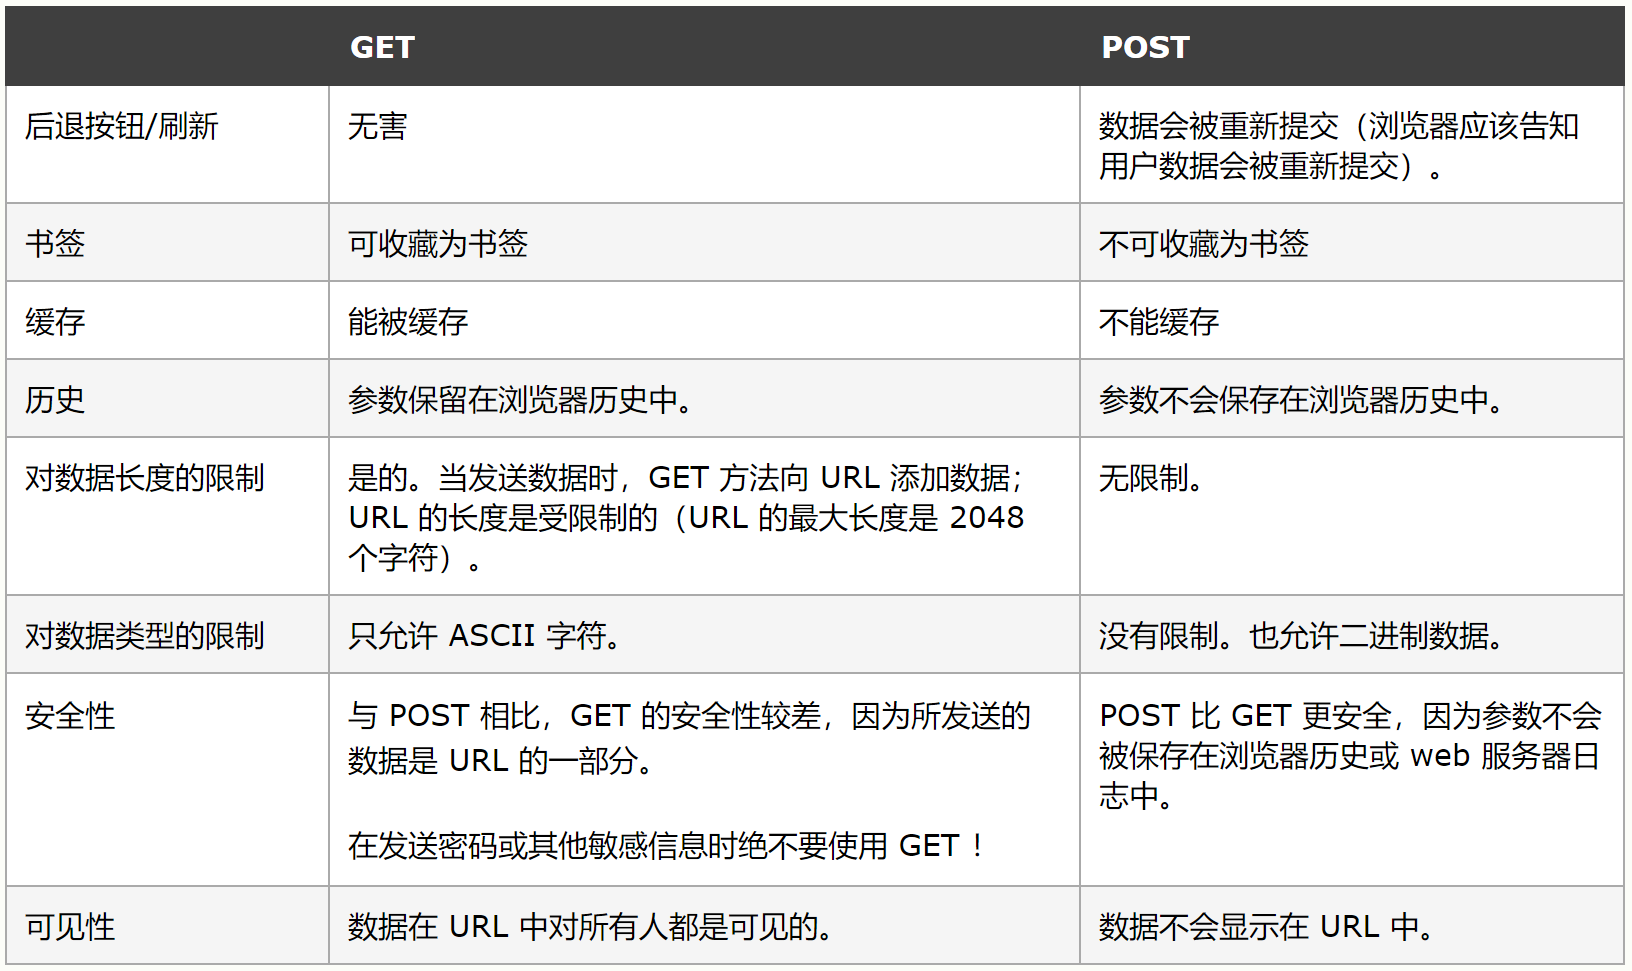 GET POST
后退按钮/刷新 无害 数据会被重新提交（浏览器应该告知
用户数据会被重新提交）。
书签 可收藏为书签 不可收藏为书签
缓存 能被缓存 不能缓存
历史 参数保留在浏览器历史中。 参数不会保存在浏览器历史中。
对数据长度的限制 是的。当发送数据时，GET 方法向 URL 添加数据； 无限制。
URL 的长度是受限制的（URL 的最大长度是 2048
个字符）。
对数据类型的限制 只允许 ASCII 字符。 没有限制。也允许二进制数据。
安全性 与 POST 相比，GET 的安全性较差，因为所发送的
数据是 URL 的一部分。
在发送密码或其他敏感信息时绝不要使用 GET ！
POST 比 GET 更安全，因为参数不会
被保存在浏览器历史或 web 服务器日
志中。
可见性 数据在 URL 中对所有人都是可见的。 数据不会显示在 URL 中。